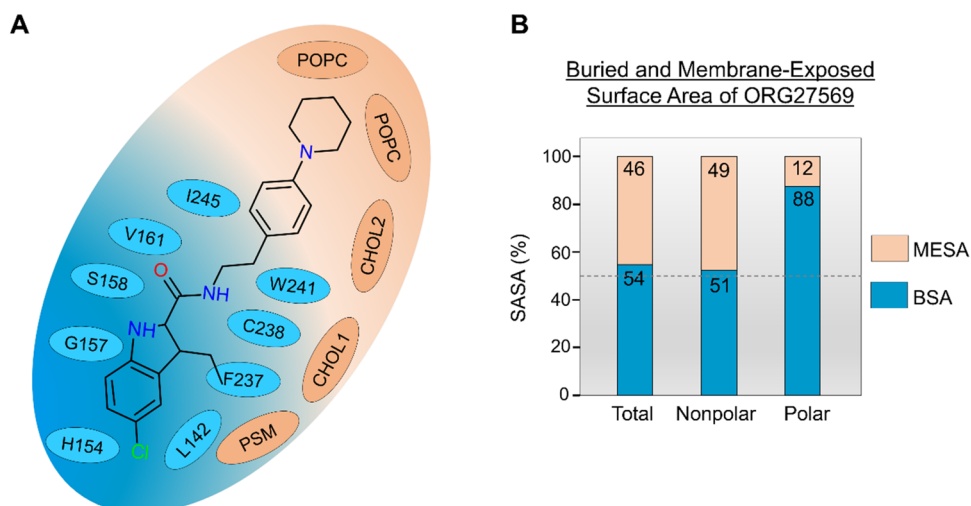 A
POPC
POPC
N
I245
V161
CHOL2
O
S158
NH
W241
NH
C238
G157
CHOL1
F237
H154
L142
PSM
Cl
B
Buried and Membrane-Exposed
Surface Area of ORG27569
SASA (%)
100
80
60
40
20
0
46
49
12
88
54
51
Total
Nonpolar
Polar
MESA
BSA